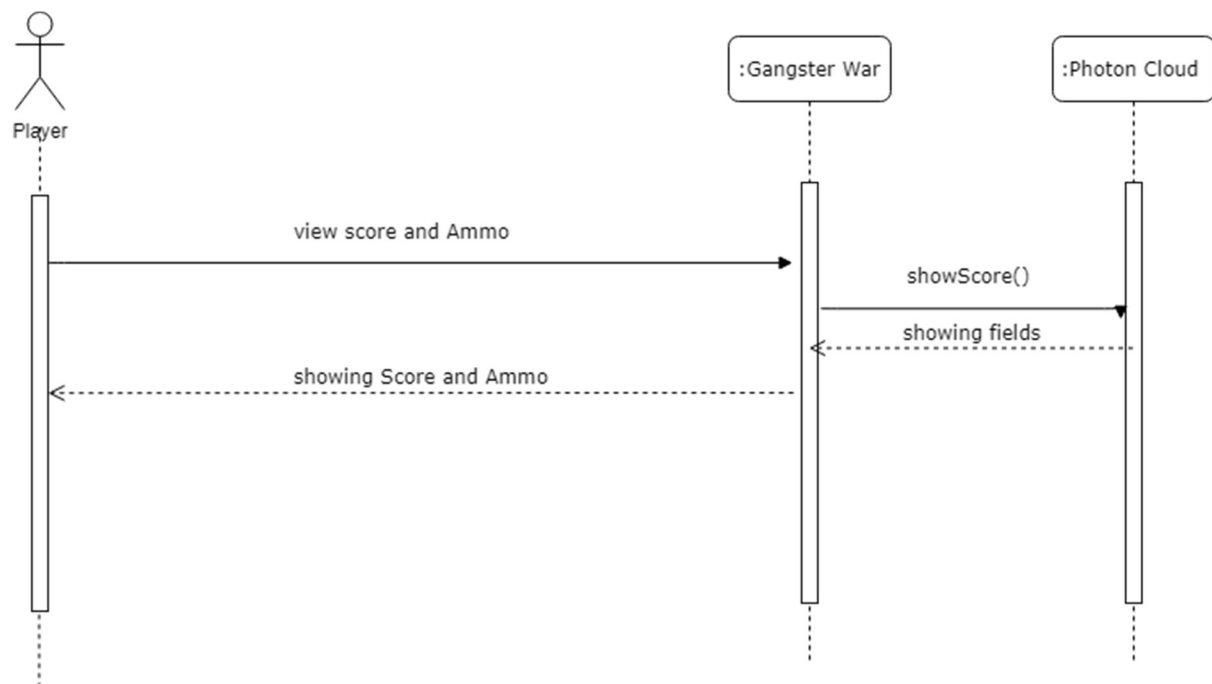 :Gangster War
:Photon Cloud
Player
view score and Ammo
showScore()
showing fields
showing Score and Ammo